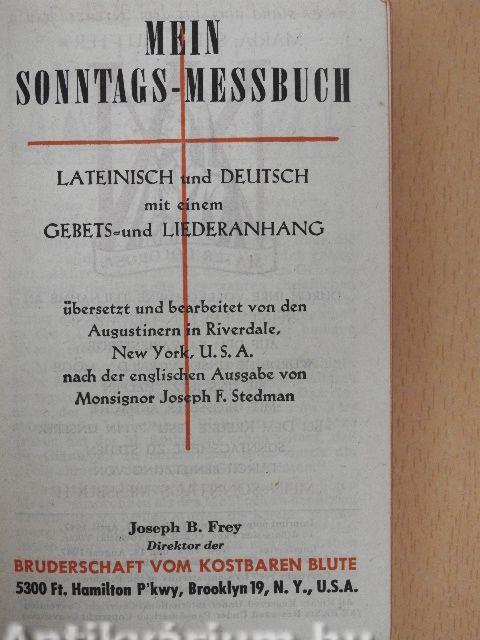 MEIN
SONNTAGS-MESSBUCH
LATEINISCH und DEUTSCH
mit einem
GEBETS-und LIEDERANHANG
übersetzt und bearbeitet von den
Augustinern in Riverdale,
New York, U. S. A.
nach der englischen Ausgabe von
Monsignor Joseph F. Stedman
Joseph B. Frey
Direktor der
BRUDERSCHAFT VOM KOSTBAREN BLUTE
5300 Ft. Hamilton P'kwy, Brooklyn 19, N. Y., U.S.A.
Antikvárium.hu